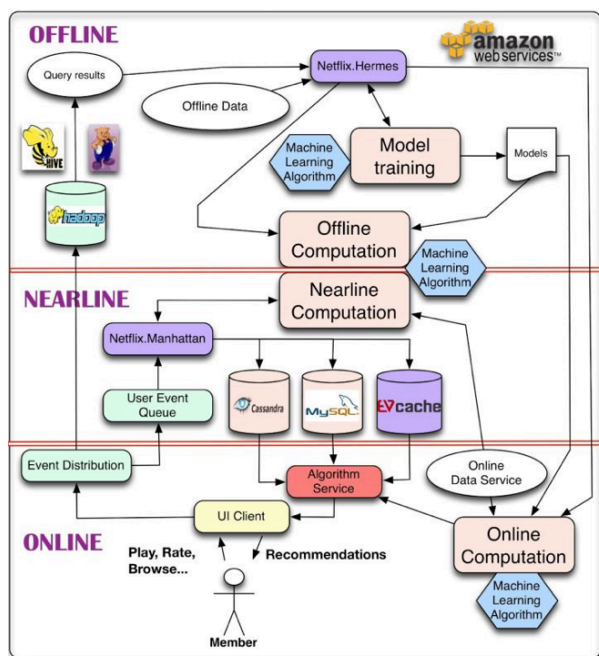 OFFLINE
amazon
web services™
Query results
Netflix.Hermes
Offline Data
HIVE
Machine
Learning
Algorithm
Model
training
Models
hadoop
Offline
Computation
Machine
Learning
Algorithm
NEARLINE
Nearline
Computation
Netflix.Manhattan
User Event
Queue
Cassandra
MySQL
EVcache
Event Distribution
Algorithm
Service
Online
Data Service
UI Client
ONLINE
Play, Rate,
Browse...
Recommendations
Online
Computation
Machine
Learning
Algorithm
Member